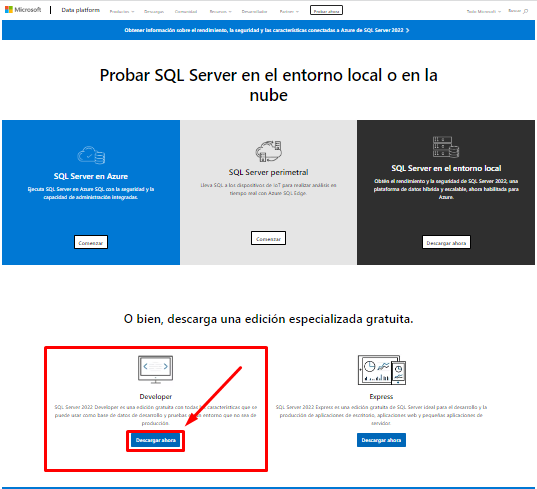 Microsoft | Data platform Productos Descargas Comunidad Recursos Desarrolladores Partner Probar ahora Todo Microsoft Buscar
Obtener información sobre el rendimiento, la seguridad y las características conectadas a Azure de SQL Server 2022 >
Probar SQL Server en el entorno local o en la
nube
SQL Server en Azure
Ejecuta SQL Server en Azure SQL con la seguridad y la
capacidad de administración integradas.
Comenzar
SQL Server perimetral
Lleva SQL a los dispositivos de IoT para realizar análisis en
tiempo real con Azure SQL Edge.
Comenzar
SQL Server en el entorno local
Obtén el rendimiento y la seguridad de SQL Server 2022, una
plataforma de datos híbrida y escalable, ahora habilitada para
Azure.
Descargar ahora
O bien, descarga una edición especializada gratuita.
Developer
SQL Server 2022 Developer es una edición gratuita con todas las características que se
puede usar como base de datos de desarrollo y pruebas en un entorno que no sea de
producción.
Descargar ahora
Express
SQL Server 2022 Express es una edición gratuita de SQL Server ideal para el desarrollo y la
producción de aplicaciones de escritorio, aplicaciones web y pequeñas aplicaciones de
servidor.
Descargar ahora